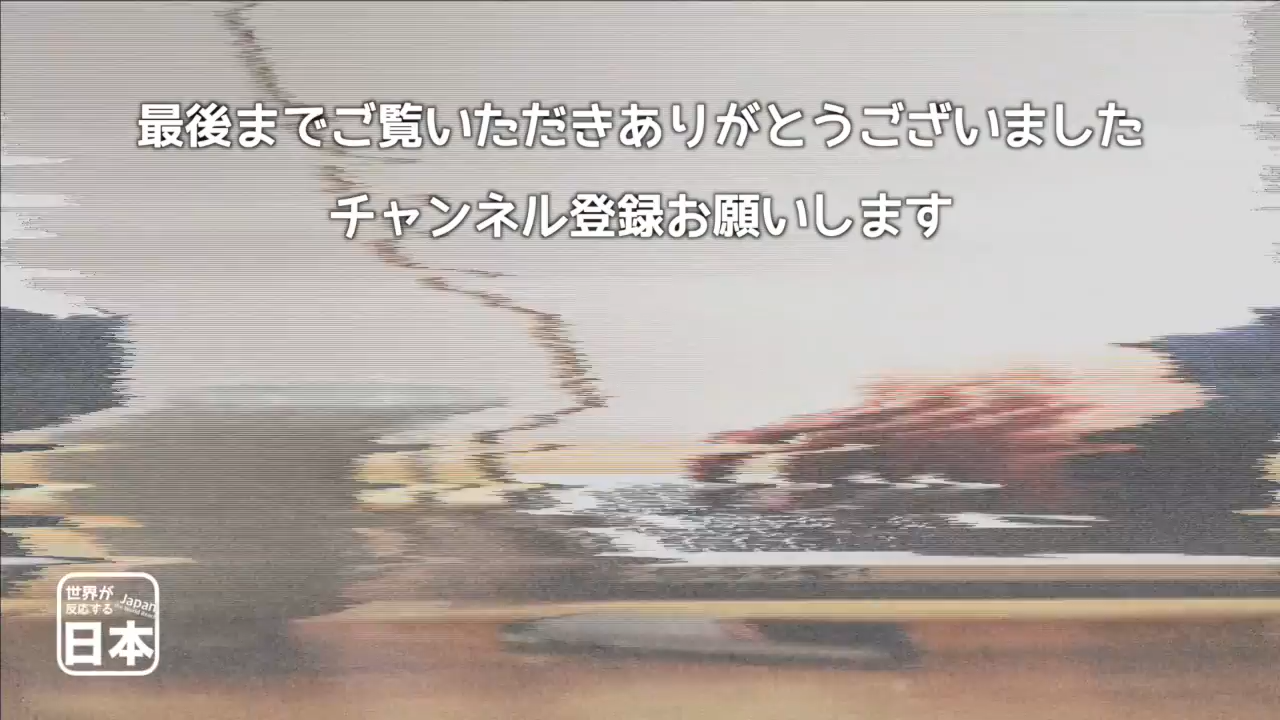 最後までご覧いただきありがとうございました
チャンネル登録お願いします
世界が
反応する
Japan
日本